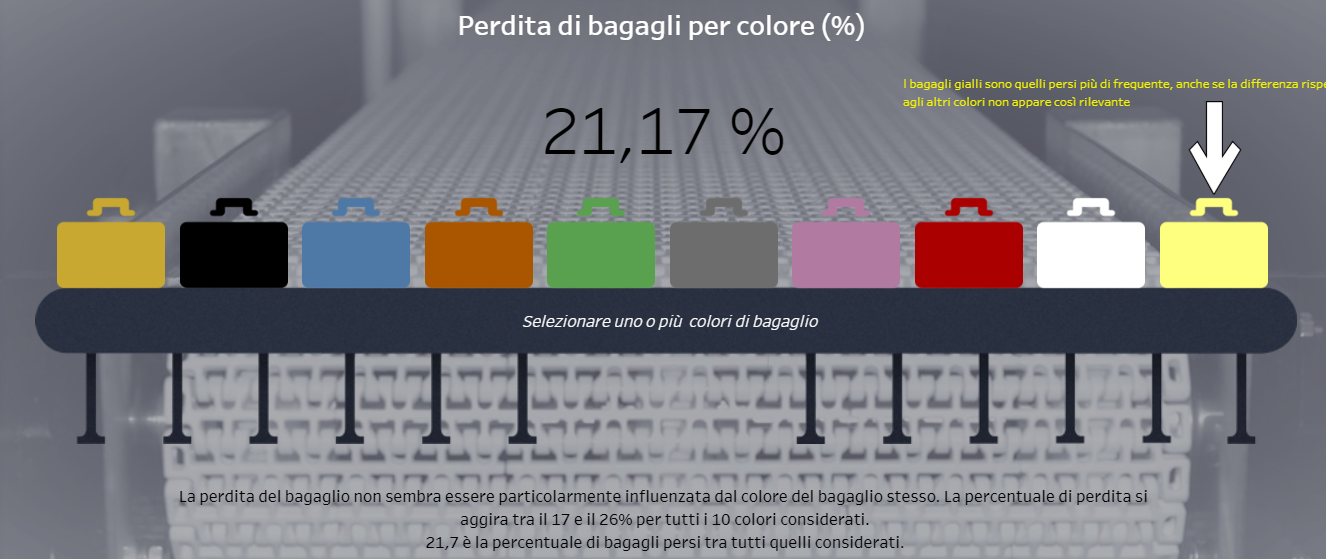 Perdita di bagagli per colore (%)
I bagagli gialli sono quelli persi più di frequente, anche se la differenza rispe
agli altri colori non appare così rilevante
21,17 %
Selezionare uno o più  colori di bagaglio
La perdita del bagaglio non sembra essere particolarmente influenzata dal colore del bagaglio stesso. La percentuale di perdita si
aggira tra il 17 e il 26% per tutti i 10 colori considerati.
21,7 è la percentuale di bagagli persi tra tutti quelli considerati.